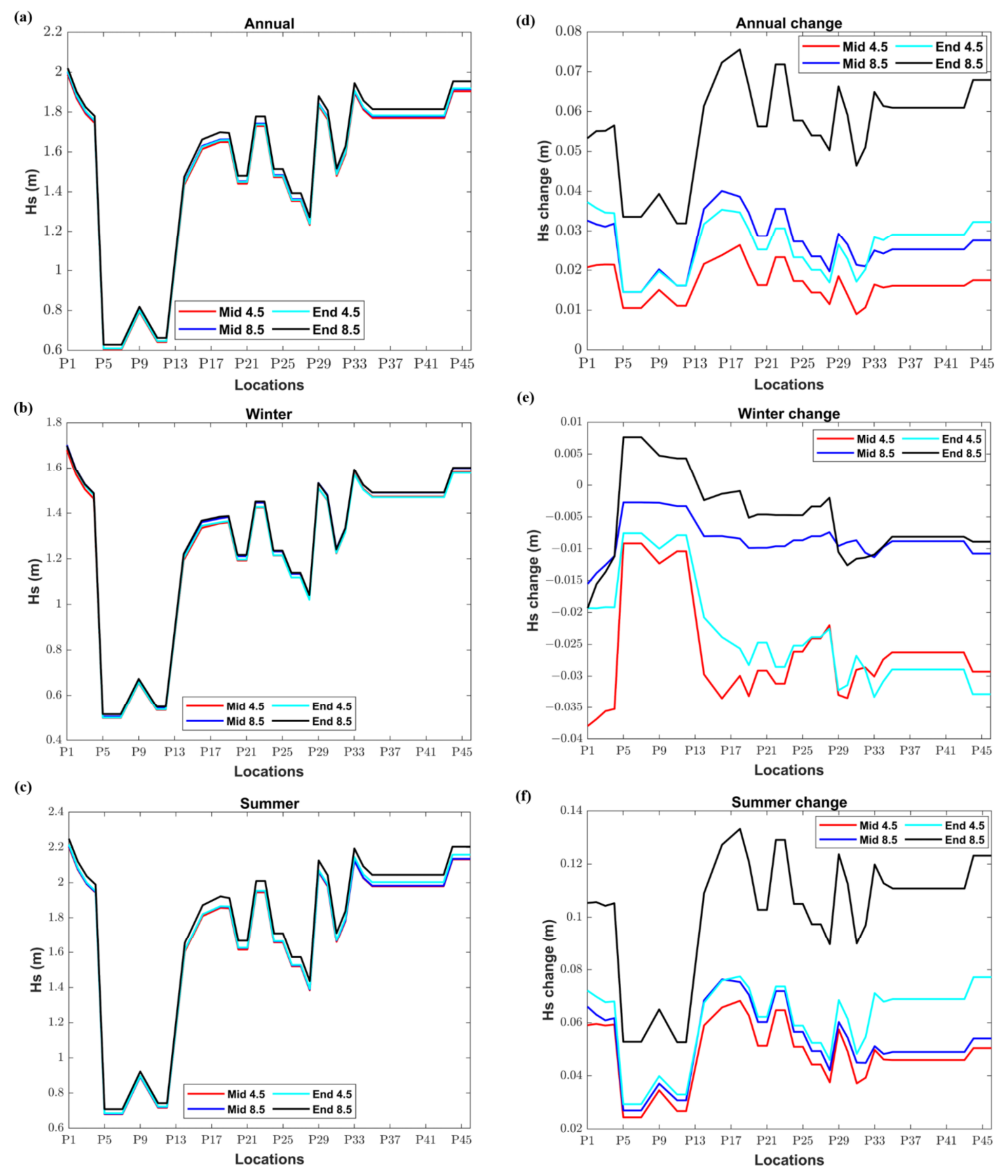 (a)
Annual
Hs (m)
2.2
2
1.8
1.6
1.4
1.2
1
0.8
0.6
Mid 4.5
End 4.5
Mid 8.5
End 8.5
P1 P5 P9 P13 P17 P21 P25 P29 P33 P37 P41 P45
Locations
(d)
Annual change
Hs change (m)
0.08
0.07
0.06
0.05
0.04
0.03
0.02
0.01
0
Mid 4.5
End 4.5
Mid 8.5
End 8.5
P1 P5 P9 P13 P17 P21 P25 P29 P33 P37 P41 P45
Locations
(b)
Winter
Hs (m)
1.8
1.6
1.4
1.2
1
0.8
0.6
0.4
Mid 4.5
End 4.5
Mid 8.5
End 8.5
P1 P5 P9 P13 P17 P21 P25 P29 P33 P37 P41 P45
Locations
(e)
Winter change
Hs change (m)
0.01
0.005
0
−0.005
−0.01
−0.015
−0.02
−0.025
−0.03
−0.035
−0.04
Mid 4.5
End 4.5
Mid 8.5
End 8.5
P1 P5 P9 P13 P17 P21 P25 P29 P33 P37 P41 P45
Locations
(c)
Summer
Hs (m)
2.4
2.2
2
1.8
1.6
1.4
1.2
1
0.8
0.6
Mid 4.5
End 4.5
Mid 8.5
End 8.5
P1 P5 P9 P13 P17 P21 P25 P29 P33 P37 P41 P45
Locations
(f)
Summer change
Hs change (m)
0.14
0.12
0.1
0.08
0.06
0.04
0.02
Mid 4.5
End 4.5
Mid 8.5
End 8.5
P1 P5 P9 P13 P17 P21 P25 P29 P33 P37 P41 P45
Locations